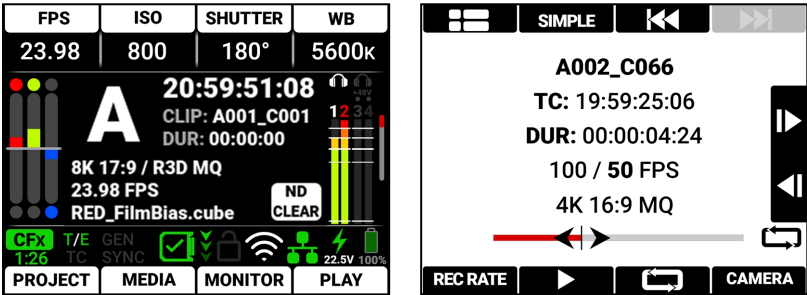 FPS ISO SHUTTER WB
23.98 800 180° 5600K
20:59:51:08
A
CLIP: A001_C001
DUR: 00:00:00
+48V
1 2 3 4
8K 17:9 / R3D MQ
23.98 FPS
RED_FilmBias.cube
ND
CLEAR
CFx T/E GEN
1:26 TC SYNC
22.5V 100%
PROJECT MEDIA MONITOR PLAY
SIMPLE
A002_C066
TC: 19:59:25:06
DUR: 00:00:04:24
100 / 50 FPS
4K 16:9 MQ
REC RATE CAMERA